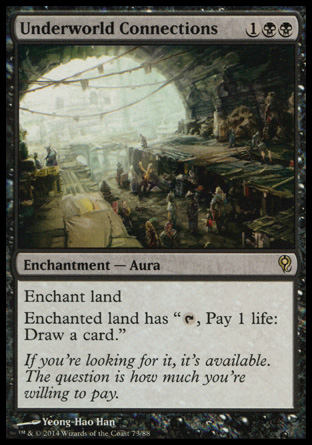 Underworld Connections 1
Enchantment — Aura
Enchant land
Enchanted land has “, Pay 1 life:
Draw a card.”
If you're looking for it, it's available.
The question is how much you're
willing to pay.
Yeong-Hao Han
™ & © 2014 Wizards of the Coast 73/88